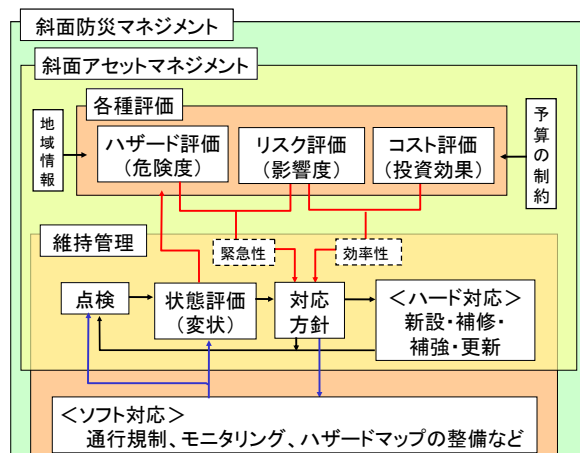 斜面防災マネジメント
斜面アセットマネジメント
各種評価
地域情報
ハザード評価
(危険度)
リスク評価
(影響度)
コスト評価
(投資効果)
予算の制約
緊急性
効率性
維持管理
点検
状態評価
(変状)
対応
方針
＜ハード対応＞
新設・補修・
補強・更新
＜ソフト対応＞
通行規制、モニタリング、ハザードマップの整備など